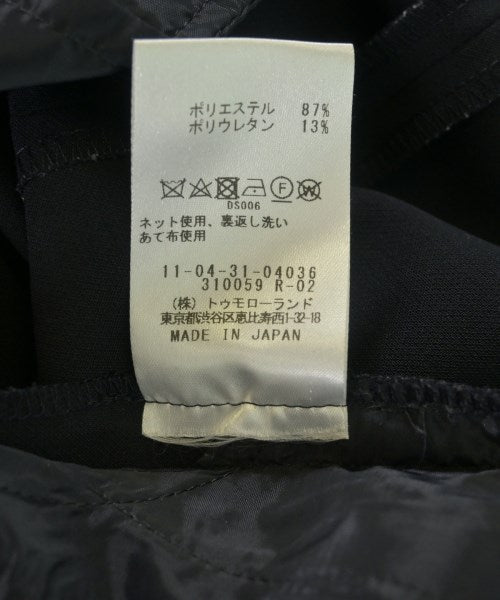 ポリエステル 87%
ポリウレタン 13%
F W
DS006
ネット使用、裏返し洗い
あて布使用
11-04-31-04036
310059 R-02
(株) トゥモローランド
東京都渋谷区恵比寿西1-32-18
MADE IN JAPAN